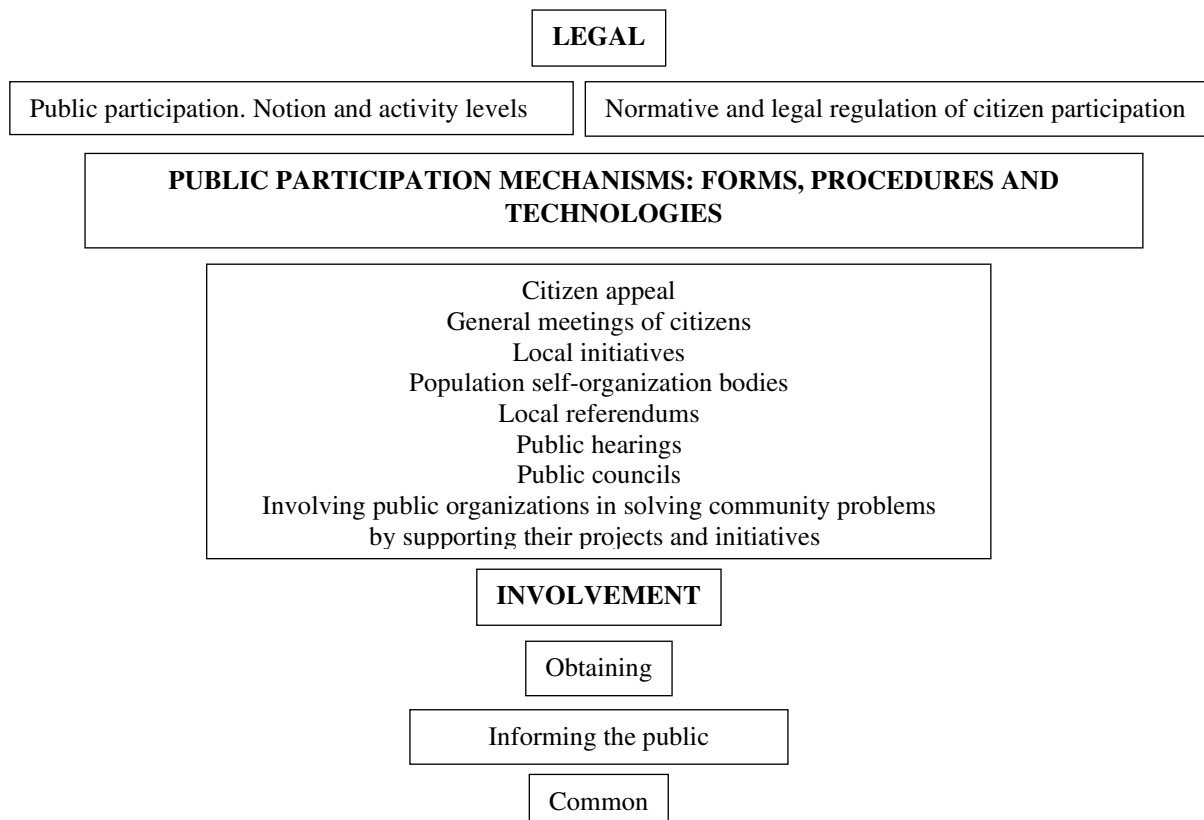 LEGAL
Public participation. Notion and activity levels
Normative and legal regulation of citizen participation
PUBLIC PARTICIPATION MECHANISMS: FORMS, PROCEDURES AND
TECHNOLOGIES
Citizen appeal
General meetings of citizens
Local initiatives
Population self-organization bodies
Local referendums
Public hearings
Public councils
Involving public organizations in solving community problems
by supporting their projects and initiatives
INVOLVEMENT
Obtaining
Informing the public
Common